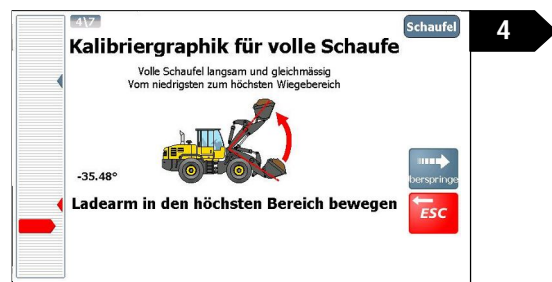 4\7
Schaufel
4
Kalibriergraphik für volle Schaufe
Volle Schaufel langsam und gleichmässig
Vom niedrigsten zum höchsten Wiegebereich
-35.48°
berspringe
Ladearm in den höchsten Bereich bewegen
ESC